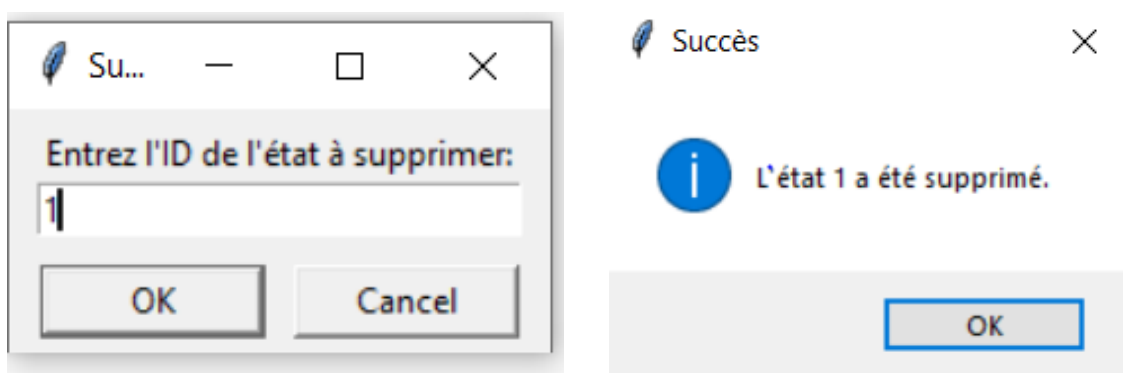 Su...
Entrez l'ID de l'état à supprimer:
1
OK
Cancel
Succès
i
L'état 1 a été supprimé.
OK